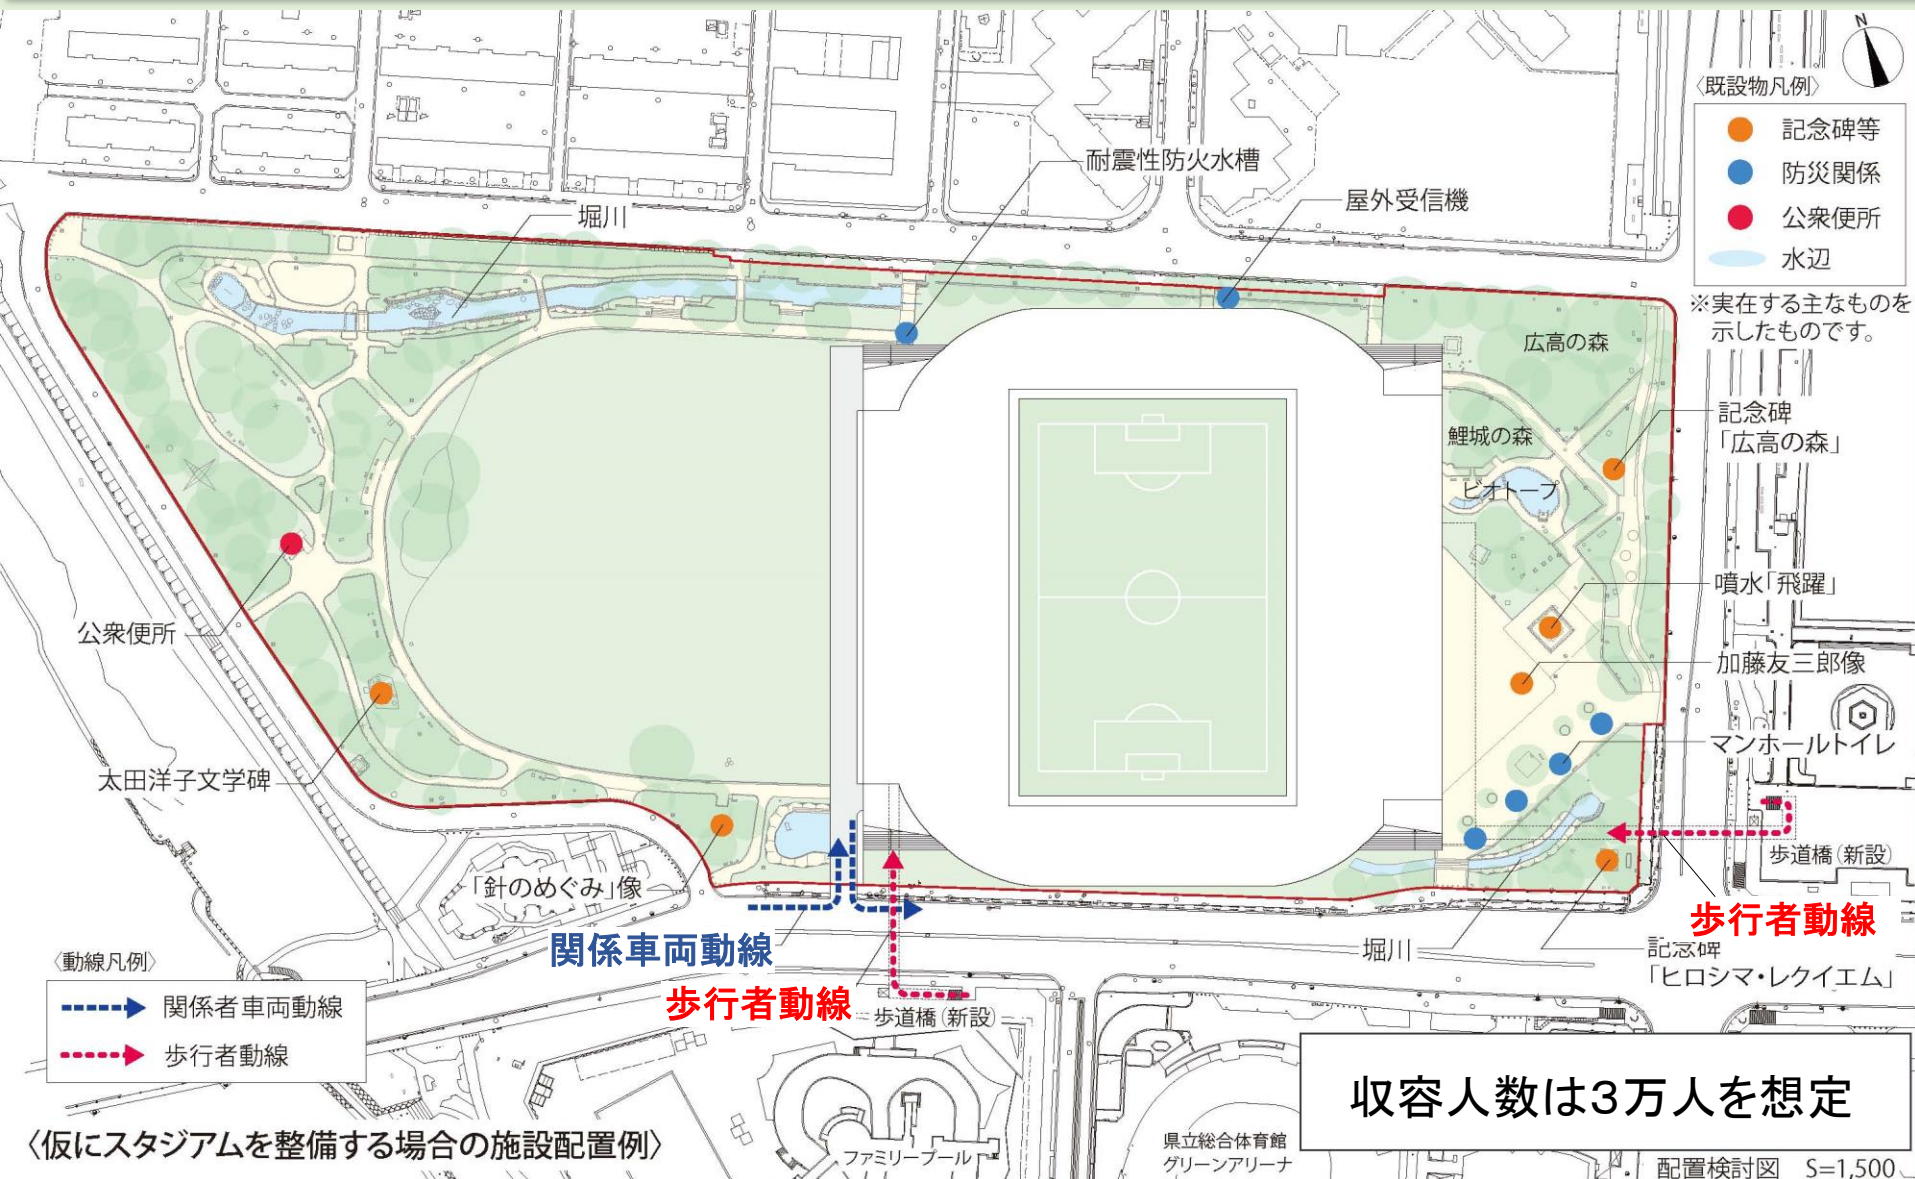 N
〈既設物凡例〉
記念碑等
防災関係
公衆便所
水辺
※実在する主なものを
示したものです。
耐震性防火水槽
屋外受信機
堀川
広高の森
記念碑
「広高の森」
鯉城の森
ビオトープ
噴水「飛躍」
公衆便所
加藤友三郎像
マンホールトイレ
太田洋子文学碑
歩道橋(新設)
「針のめぐみ」像
歩行者動線
関係車両動線
堀川
記念碑
「ヒロシマ・レクイエム」
〈動線凡例〉
関係者車両動線
歩行者動線
歩行者動線
歩道橋(新設)
収容人数は3万人を想定
〈仮にスタジアムを整備する場合の施設配置例〉
ファミリープール
県立総合体育館
グリーンアリーナ
配置検討図 S=1,500